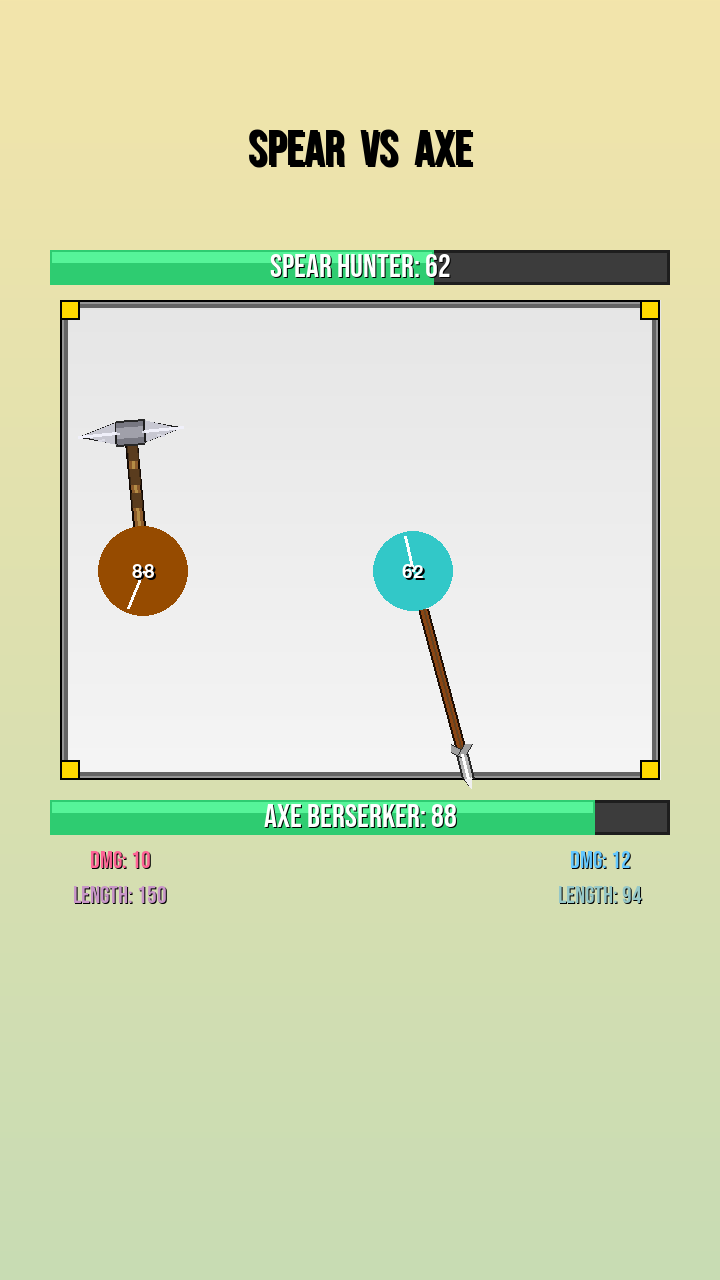 SPEAR VS AXE
SPEAR HUNTER: 62
88
62
AXE BERSERKER: 88
DMG: 10
DMG: 12
LENGTH: 150
LENGTH: 94